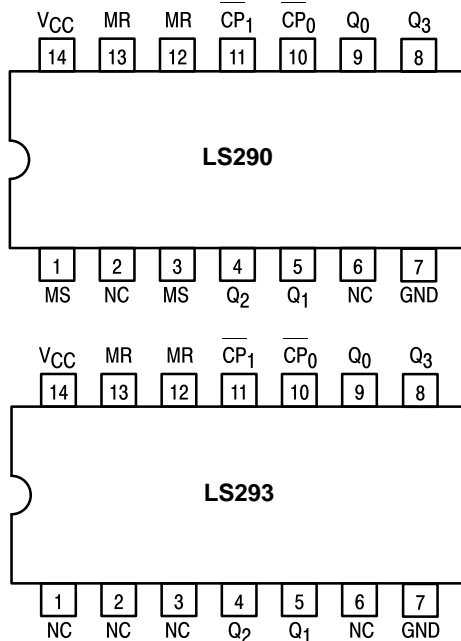 VCC MR MR CP1 CP0 Q0 Q3
14 13 12 11 10 9 8
LS290
1 2 3 4 5 6 7
MS NC MS Q2 Q1 NC GND
VCC MR MR CP1 CP0 Q0 Q3
14 13 12 11 10 9 8
LS293
1 2 3 4 5 6 7
NC NC NC Q2 Q1 NC GND